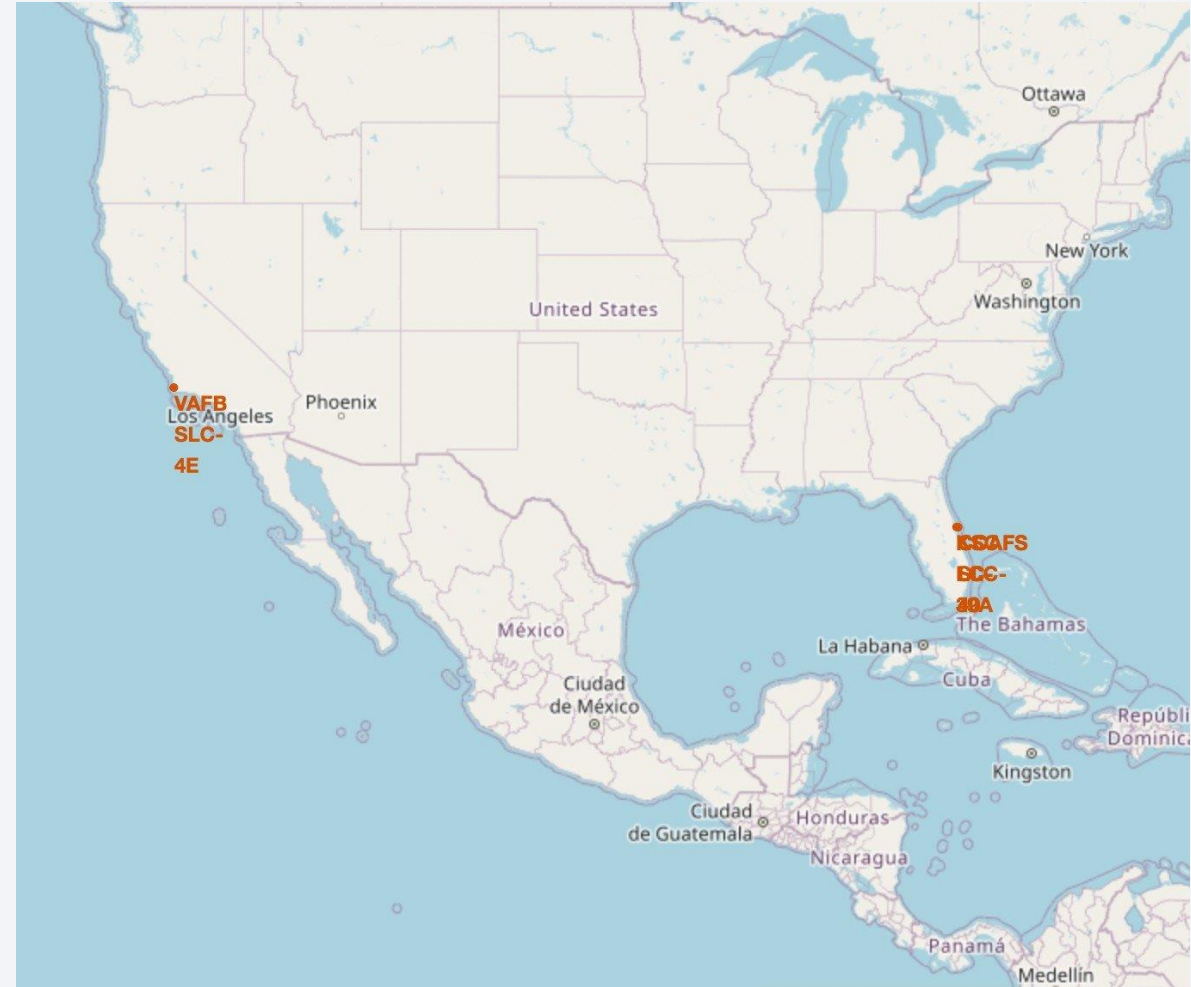 Ottawa
New York
Washington
United States
VAFB
SLC-
4E
Los Angeles
Phoenix
México
Ciudad
de México
La Habana
The Bahamas
Cuba
Repúbli
Dominica
Kingston
Ciudad
de Guatemala
Honduras
Nicaragua
Panamá
Medellín